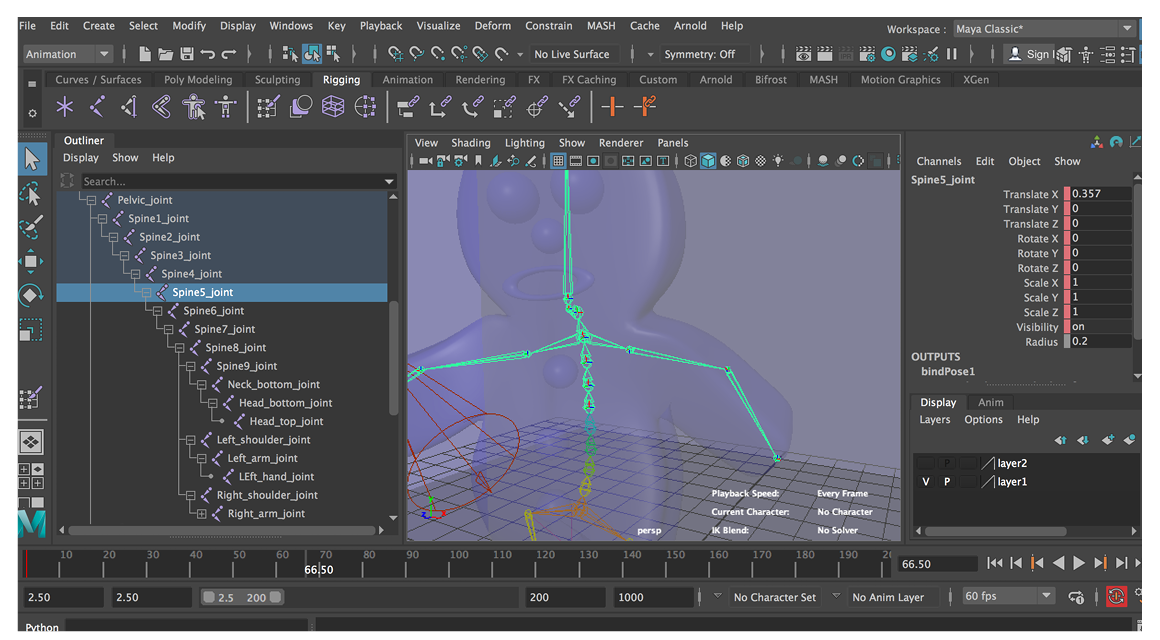 File Edit Create Select Modify Display Windows Key Playback Visualize Deform Constrain MASH Cache Arnold Help
Workspace : Maya Classic*
Animation No Live Surface Symmetry: Off Sign
Curves / Surfaces Poly Modeling Sculpting Rigging Animation Rendering FX FX Caching Custom Arnold Bifrost MASH Motion Graphics XGen
Outliner
Display Show Help
Search...
Pelvic_joint
Spine1_joint
Spine2_joint
Spine3_joint
Spine4_joint
Spine5_joint
Spine6_joint
Spine7_joint
Spine8_joint
Spine9_joint
Neck_bottom_joint
Head_bottom_joint
Head_top_joint
Left_shoulder_joint
Left_arm_joint
LEft_hand_joint
Right_shoulder_joint
Right_arm_joint
View Shading Lighting Show Renderer Panels
Playback Speed: Every Frame
Current Character: No Character
IK Blend: No Solver
persp
Channels Edit Object Show
Spine5_joint
Translate X 0.357
Translate Y 0
Translate Z 0
Rotate X 0
Rotate Y 0
Rotate Z 0
Scale X 1
Scale Y 1
Scale Z 1
Visibility on
Radius 0.2
OUTPUTS
bindPose1
Display Anim
Layers Options Help
P layer2
V P layer1
10 20 30 40 50 60 70 80 90 100 110 120 130 140 150 160 170 180 190
66.50
66.50
2.50 2.50 2.5 200 200 1000 No Character Set No Anim Layer 60 fps
Python